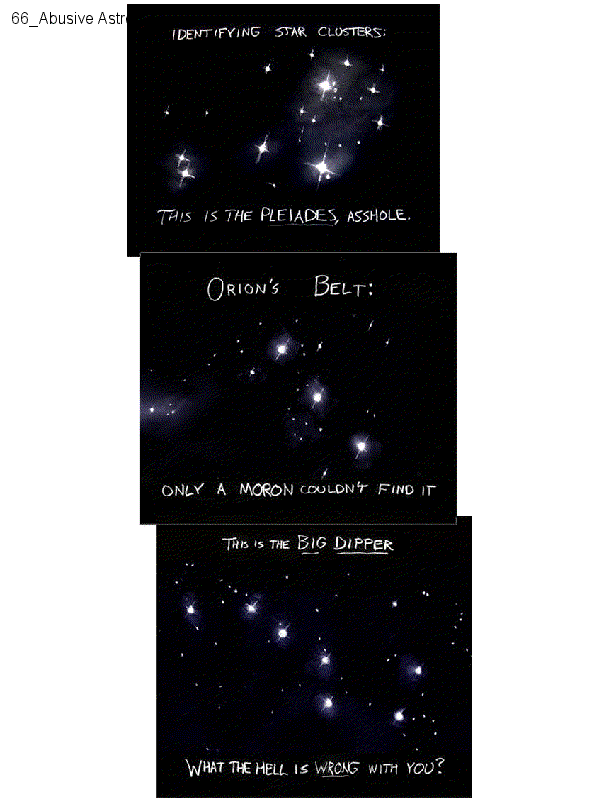 66_Abusive Astro
IDENTIFYING STAR CLUSTERS:
THIS IS THE PLEIADES, ASSHOLE.
ORION'S BELT:
ONLY A MORON COULDN'T FIND IT
THIS IS THE BIG DIPPER
WHAT THE HELL IS WRONG WITH YOU?